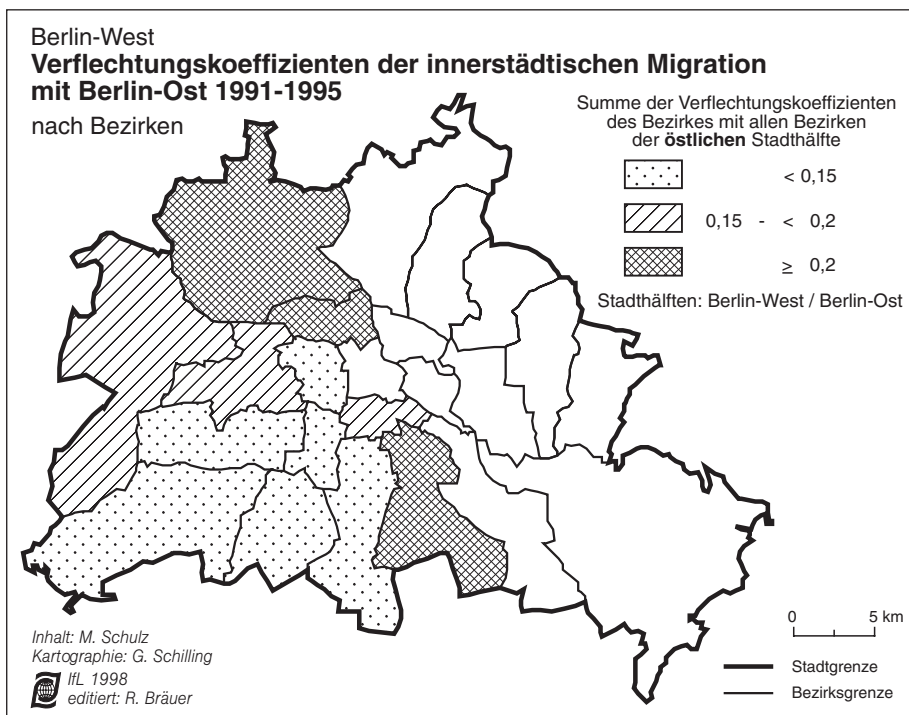 Berlin-West
Verflechtungskoeffizienten der innerstädtischen Migration
mit Berlin-Ost 1991-1995
nach Bezirken
Summe der Verflechtungskoeffizienten
des Bezirkes mit allen Bezirken
der östlichen Stadthälfte
< 0,15
0,15 - < 0,2
≥ 0,2
Stadthälften: Berlin-West / Berlin-Ost
0 5 km
Stadtgrenze
Bezirksgrenze
Inhalt: M. Schulz
Kartographie: G. Schilling
IfL 1998
editiert: R. Bräuer